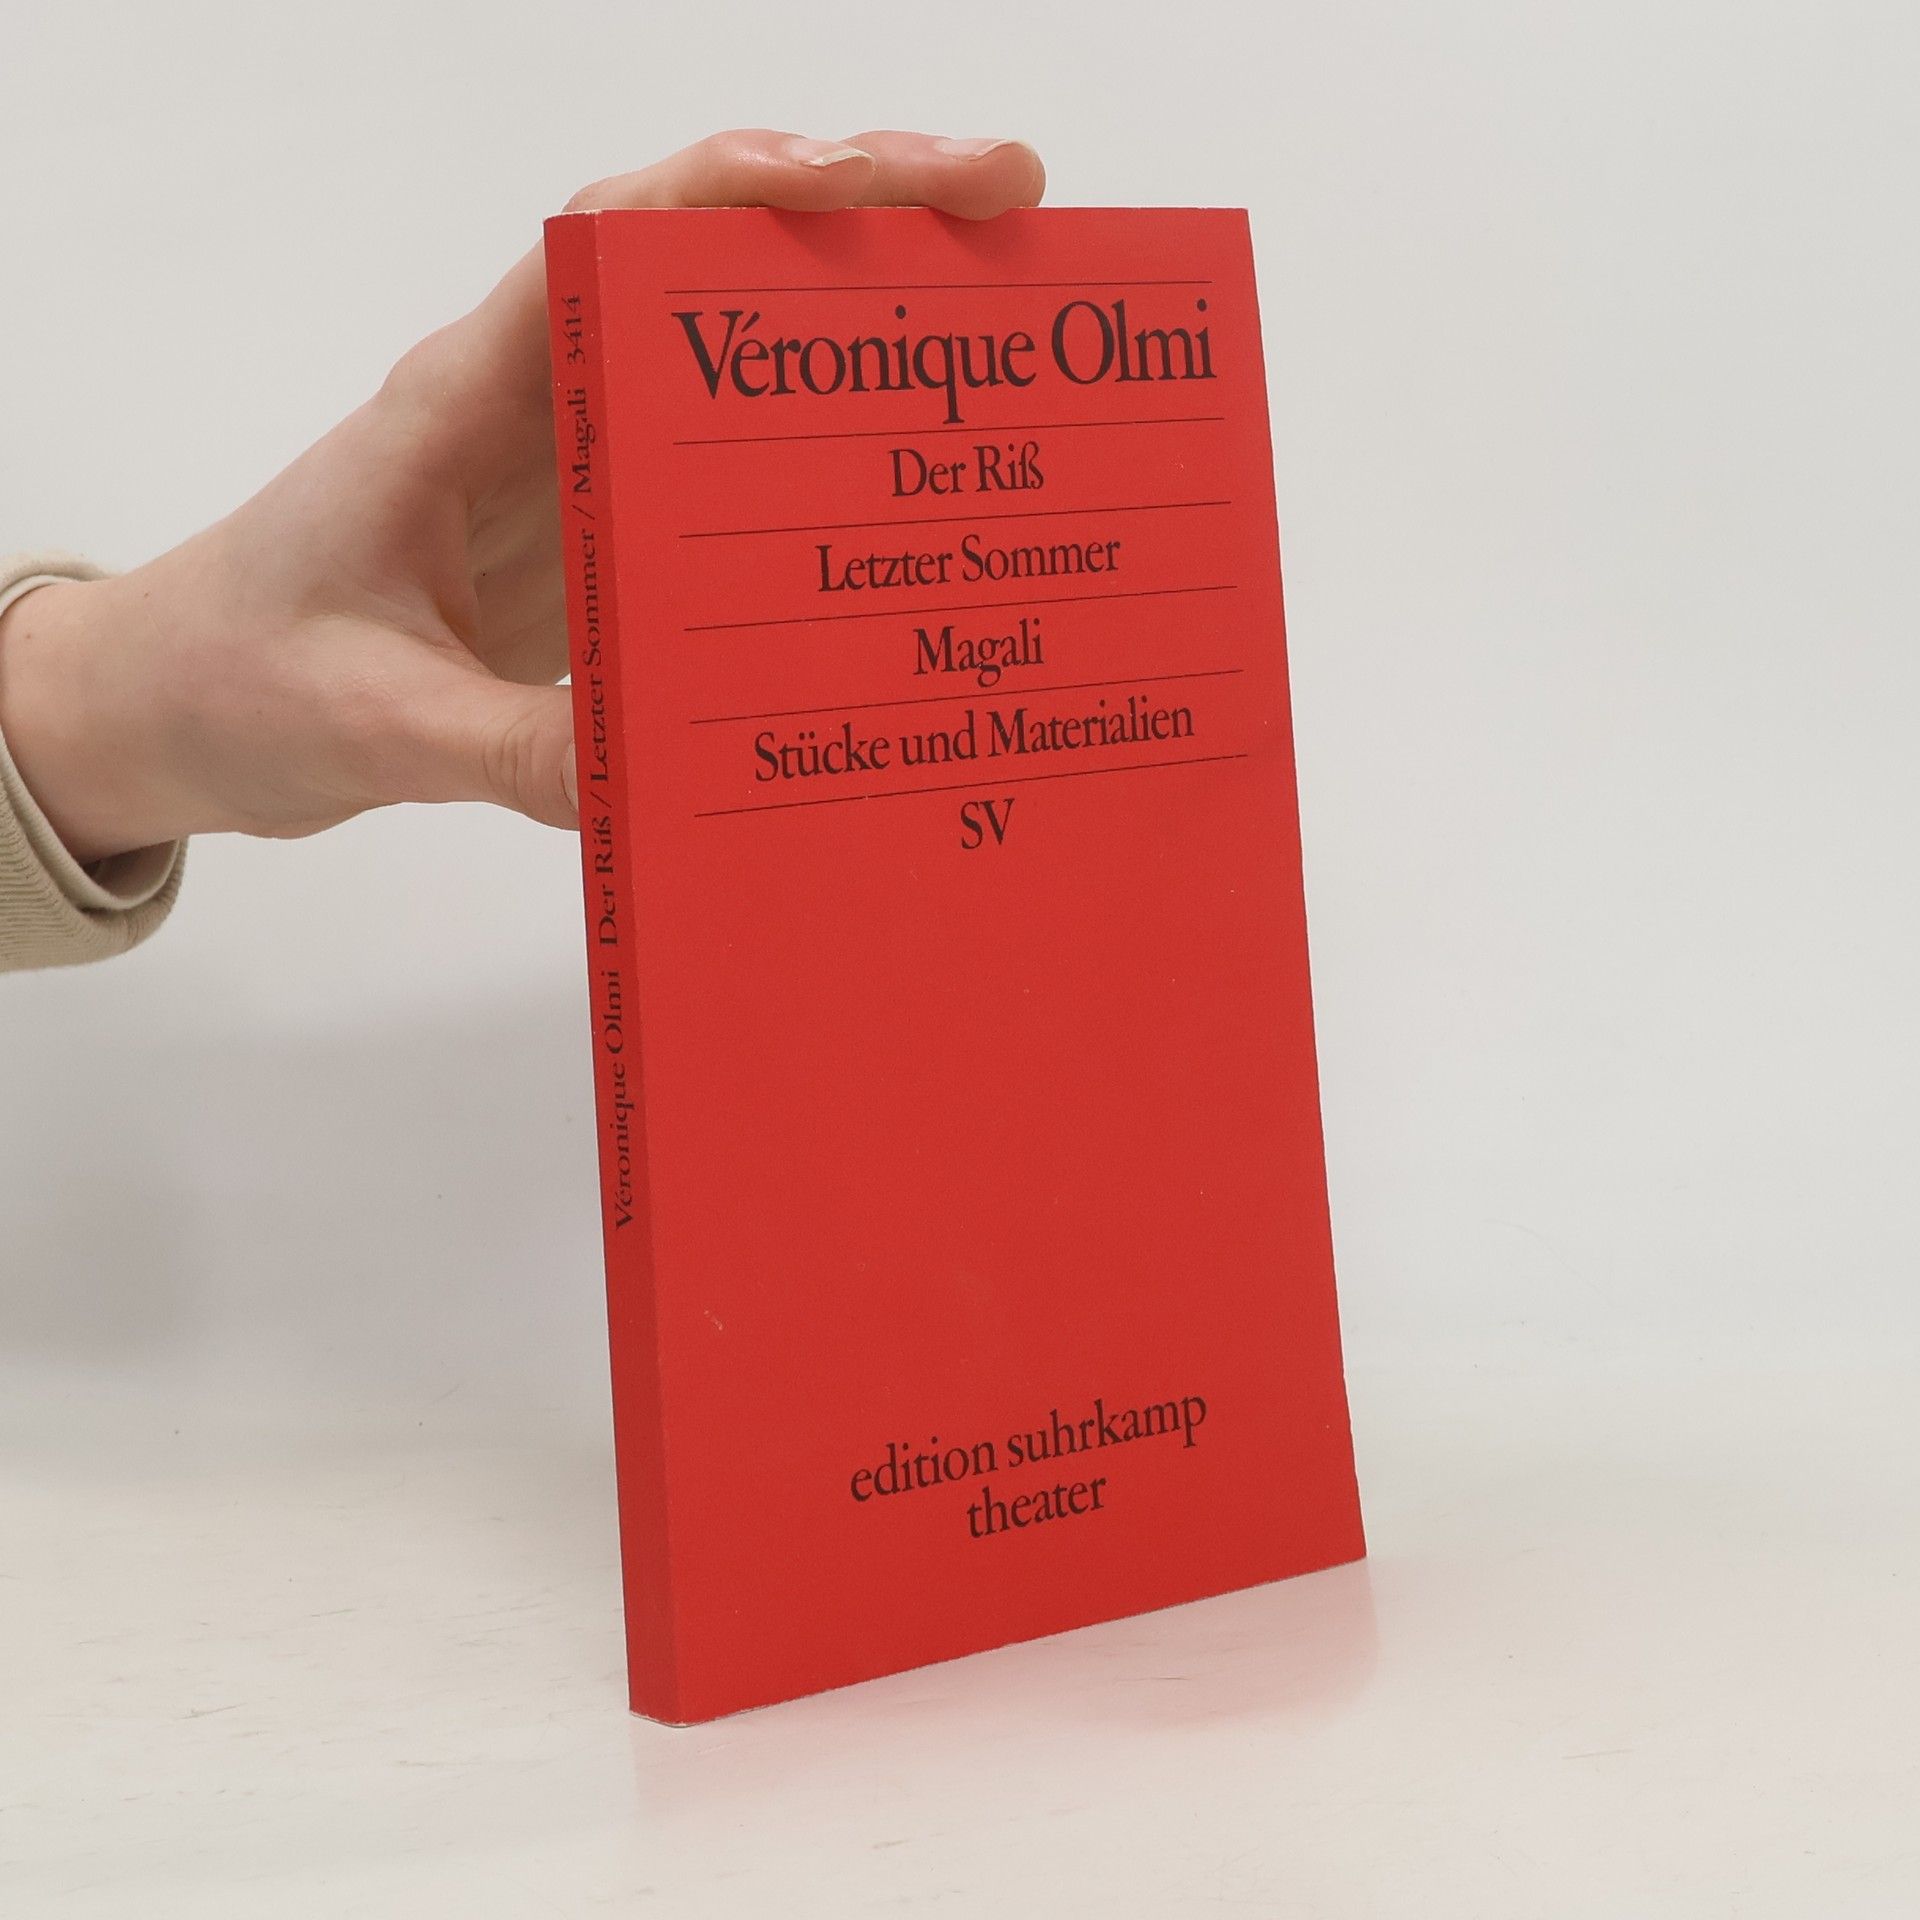 Véronique Olmi
Der Riß
Letzter Sommer
Magali
Stücke und Materialien
SV
edition suhrkamp
theater
Véronique Olmi Der Riß / Letzter Sommer / Magali 3414